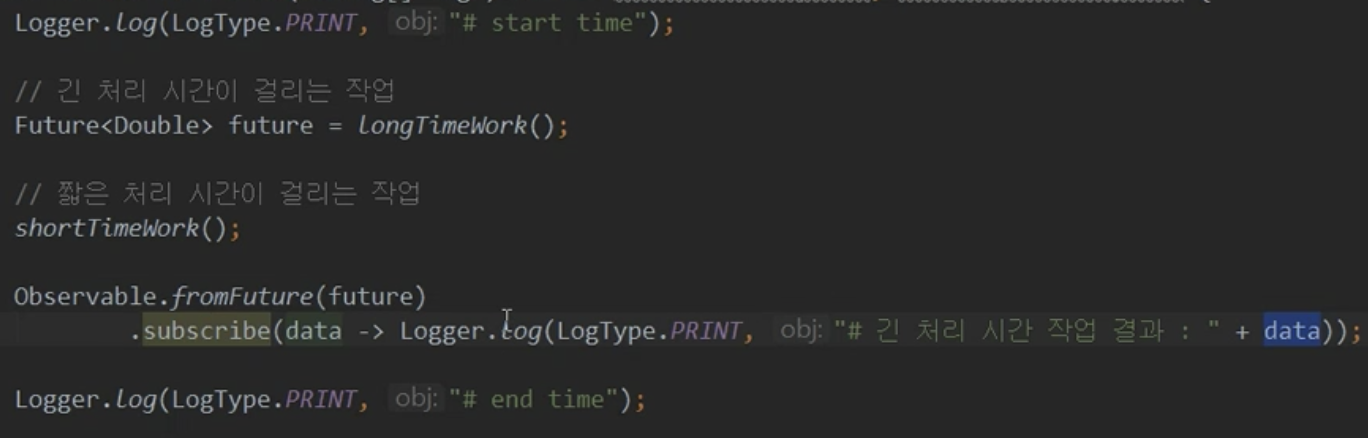 Logger.log(LogType.PRINT, obj: "# start time");
// 긴 처리 시간이 걸리는 작업
Future<Double> future = longTimeWork();
// 짧은 처리 시간이 걸리는 작업
shortTimeWork();
Observable.fromFuture(future)
.subscribe(data -> Logger.log(LogType.PRINT, obj: "# 긴 처리 시간 작업 결과 : " + data));
Logger.log(LogType.PRINT, obj: "# end time");